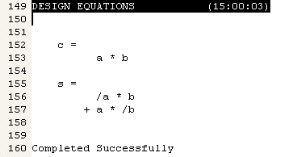 149 DESIGN EQUATIONS (15:00:03)
150
151
152 c =
153 a * b
154
155 s =
156 /a * b
157 + a * /b
158
159
160 Completed Successfully